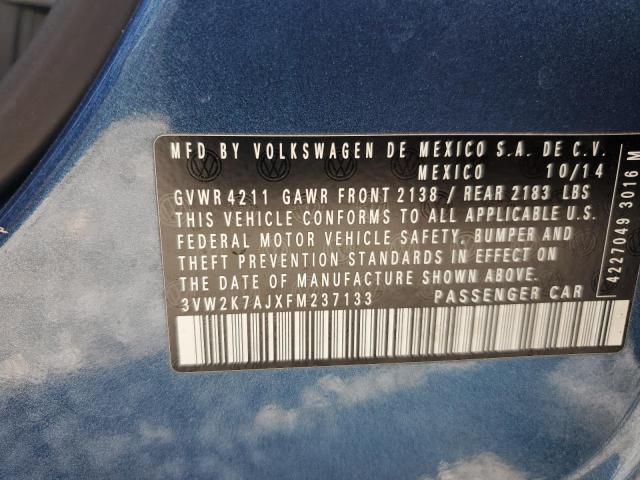 MFD BY VOLKSWAGEN DE MEXICO S.A. DE C.V.
MEXICO 10/14
GVWR 4211 GAWR FRONT 2138 / REAR 2183 LBS
THIS VEHICLE CONFORMS TO ALL APPLICABLE U.S.
FEDERAL MOTOR VEHICLE SAFETY, BUMPER AND
THEFT PREVENTION STANDARDS IN EFFECT ON
THE DATE OF MANUFACTURE SHOWN ABOVE.
3VW2K7AJXFM237133 PASSENGER CAR
4227049 3016 M